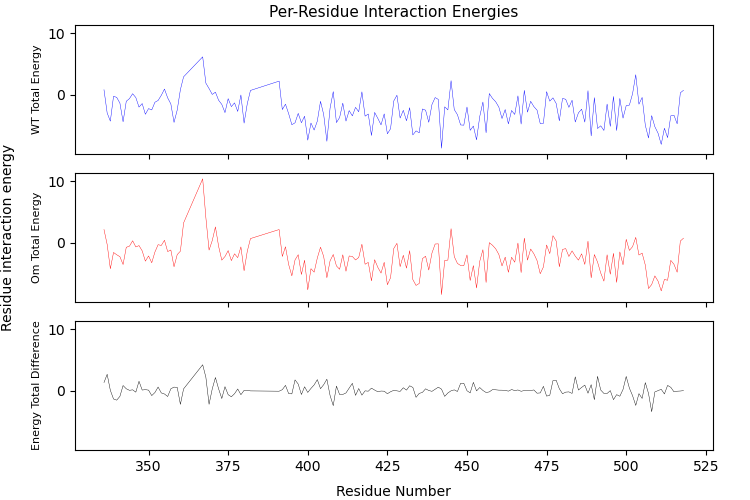 Per-Residue Interaction Energies
Residue interaction energy
WT Total Energy
10
0
Om Total Energy
10
0
Energy Total Difference
10
0
350
375
400
425
450
475
500
525
Residue Number